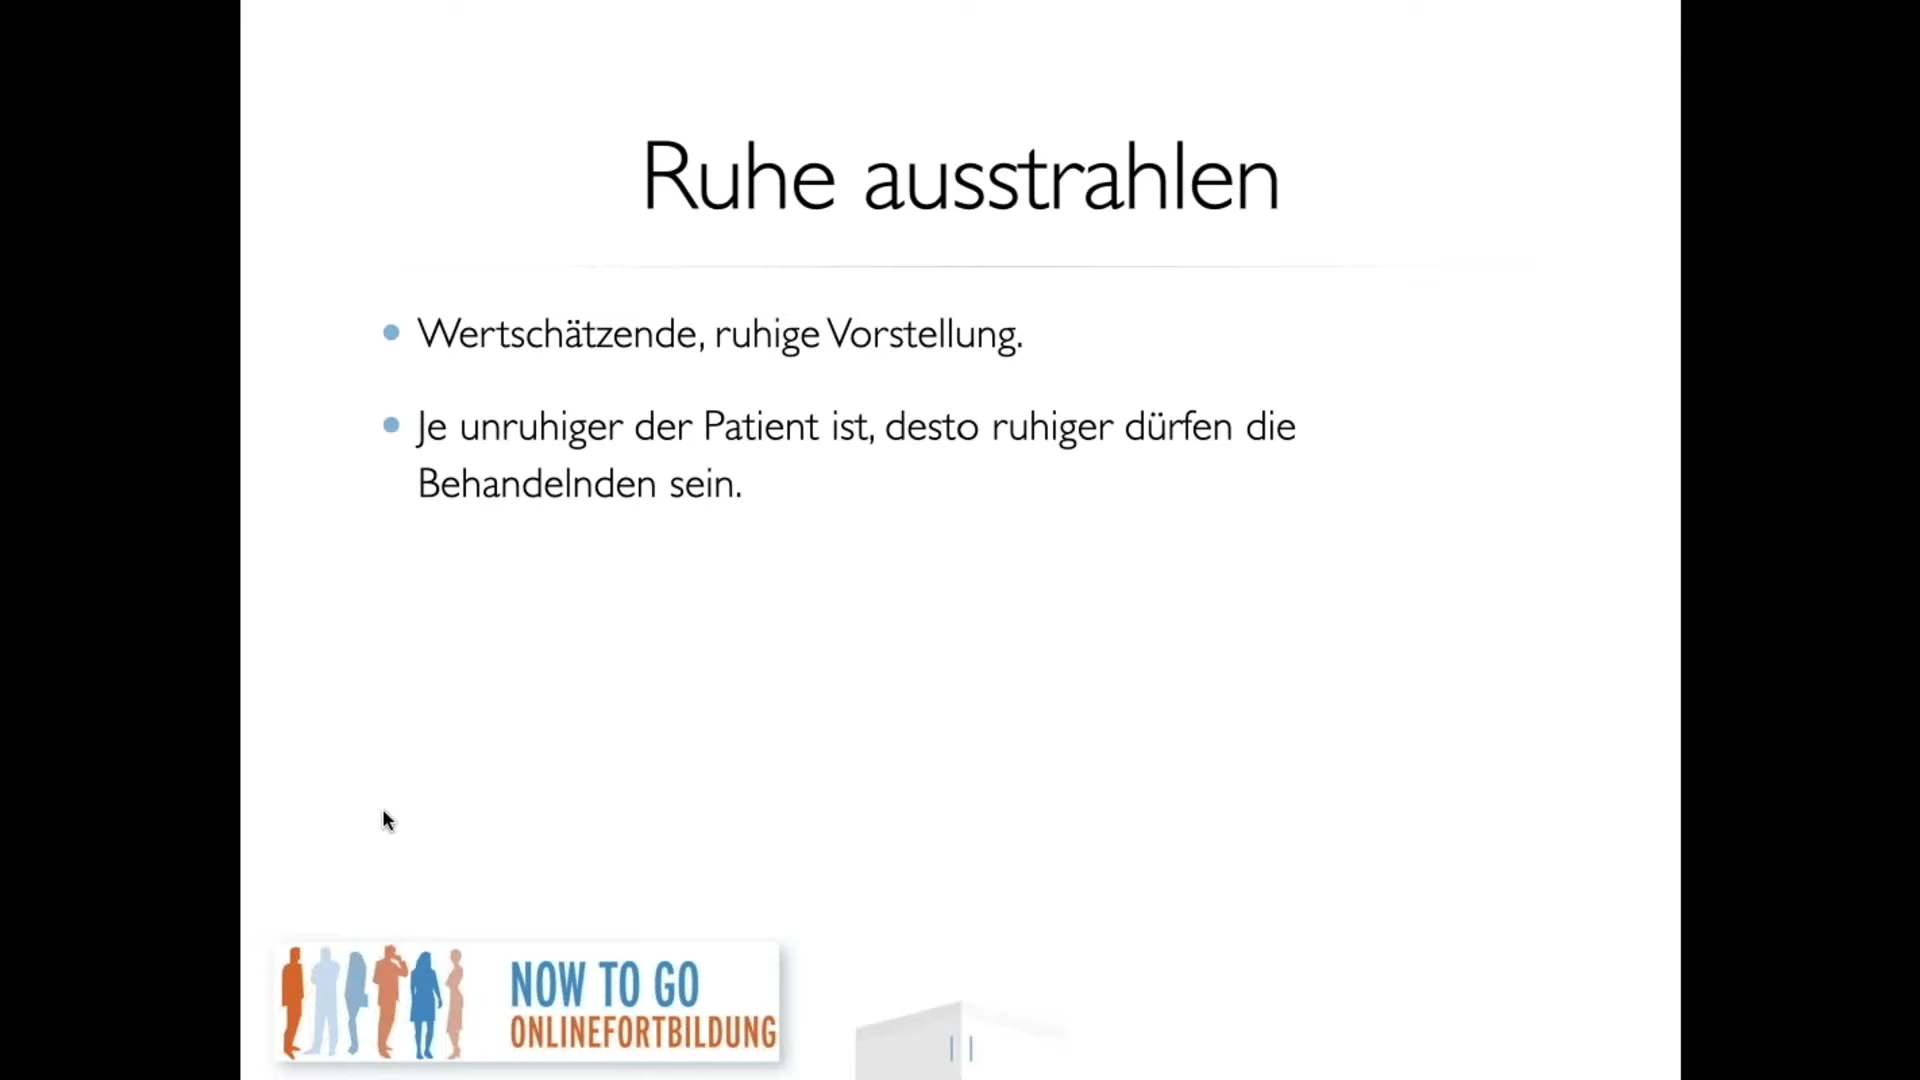 Ruhe ausstrahlen
Wertschätzende, ruhige Vorstellung.
Je unruhiger der Patient ist, desto ruhiger dürfen die
Behandelnden sein.
NOW TO GO
ONLINEFORTBILDUNG